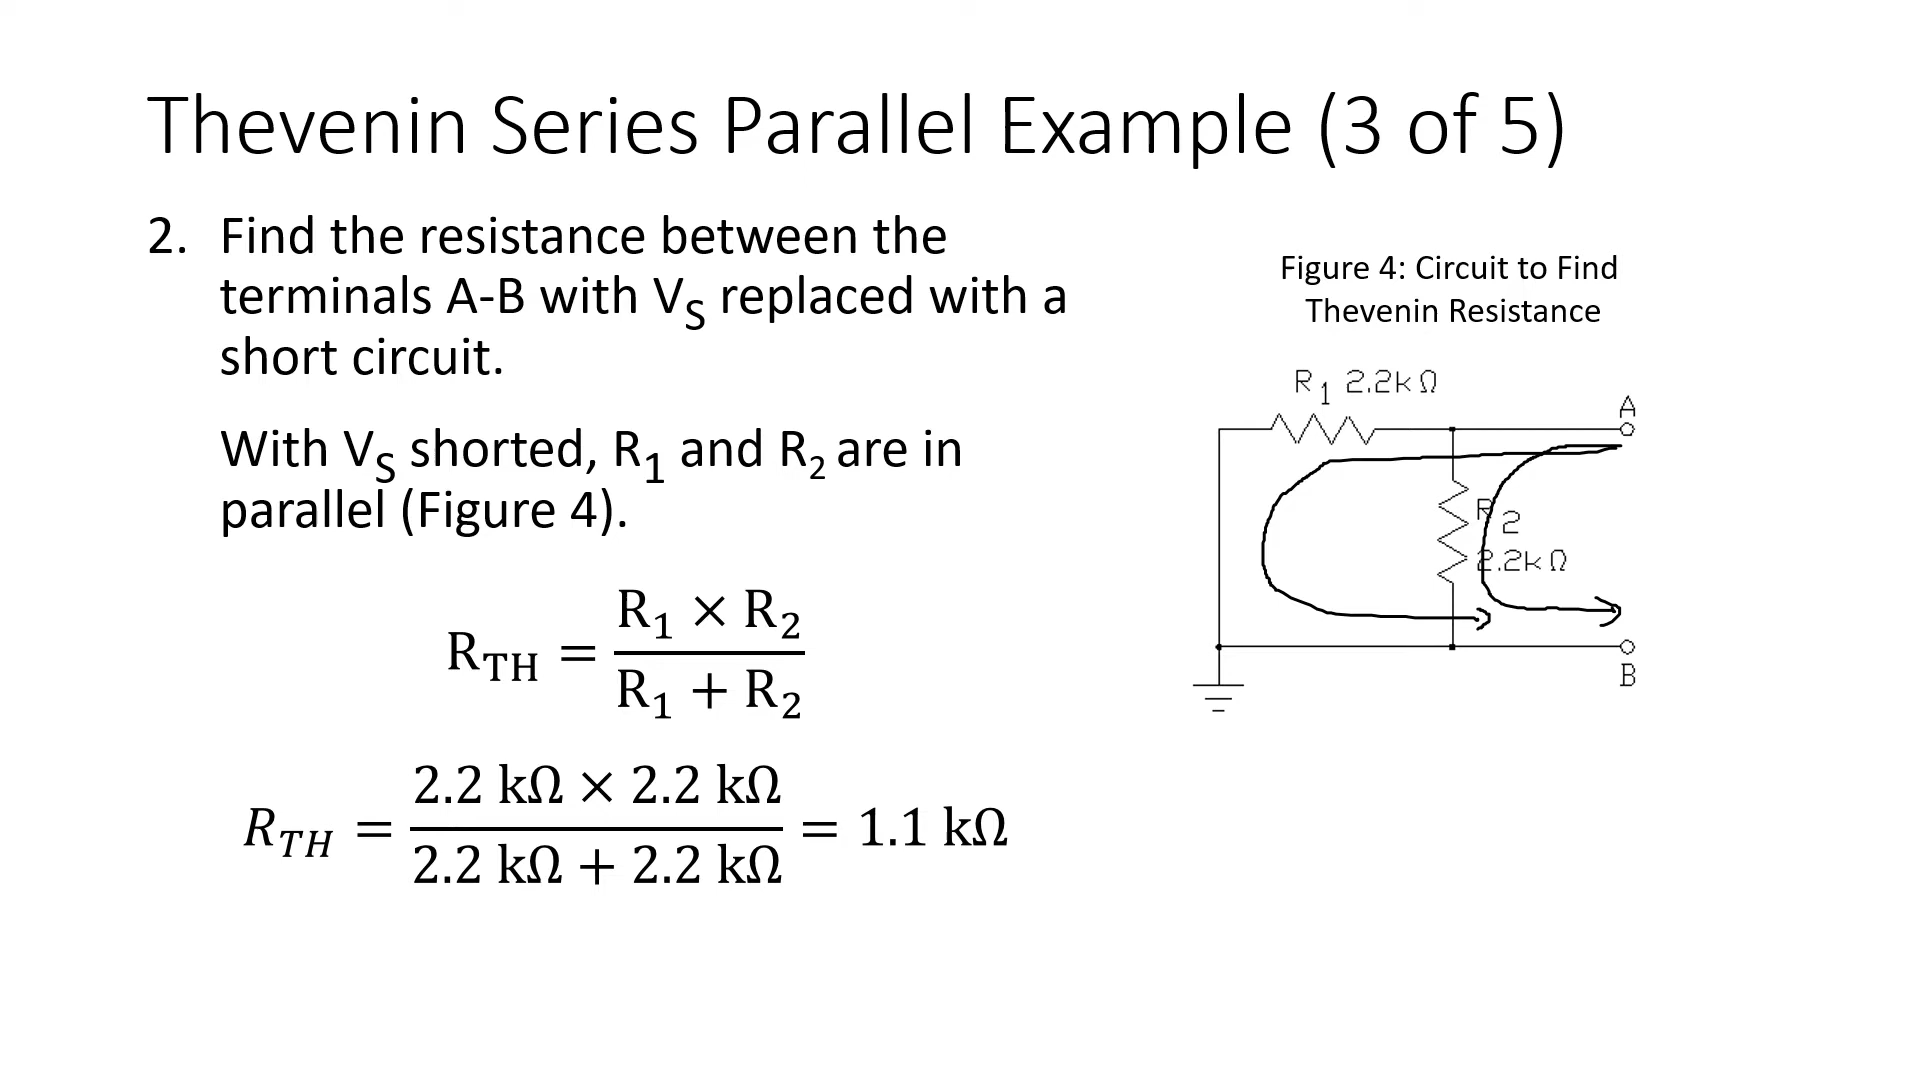 Thevenin Series Parallel Example (3 of 5)
2. Find the resistance between the
terminals A-B with V_S replaced with a
short circuit.
With V_S shorted, R_1 and R_2 are in
parallel (Figure 4).
R_TH = (R_1 × R_2) / (R_1 + R_2)
R_TH = (2.2 kΩ × 2.2 kΩ) / (2.2 kΩ + 2.2 kΩ) = 1.1 kΩ
Figure 4: Circuit to Find
Thevenin Resistance
R_1 2.2kΩ
A
R_2
2.2kΩ
B